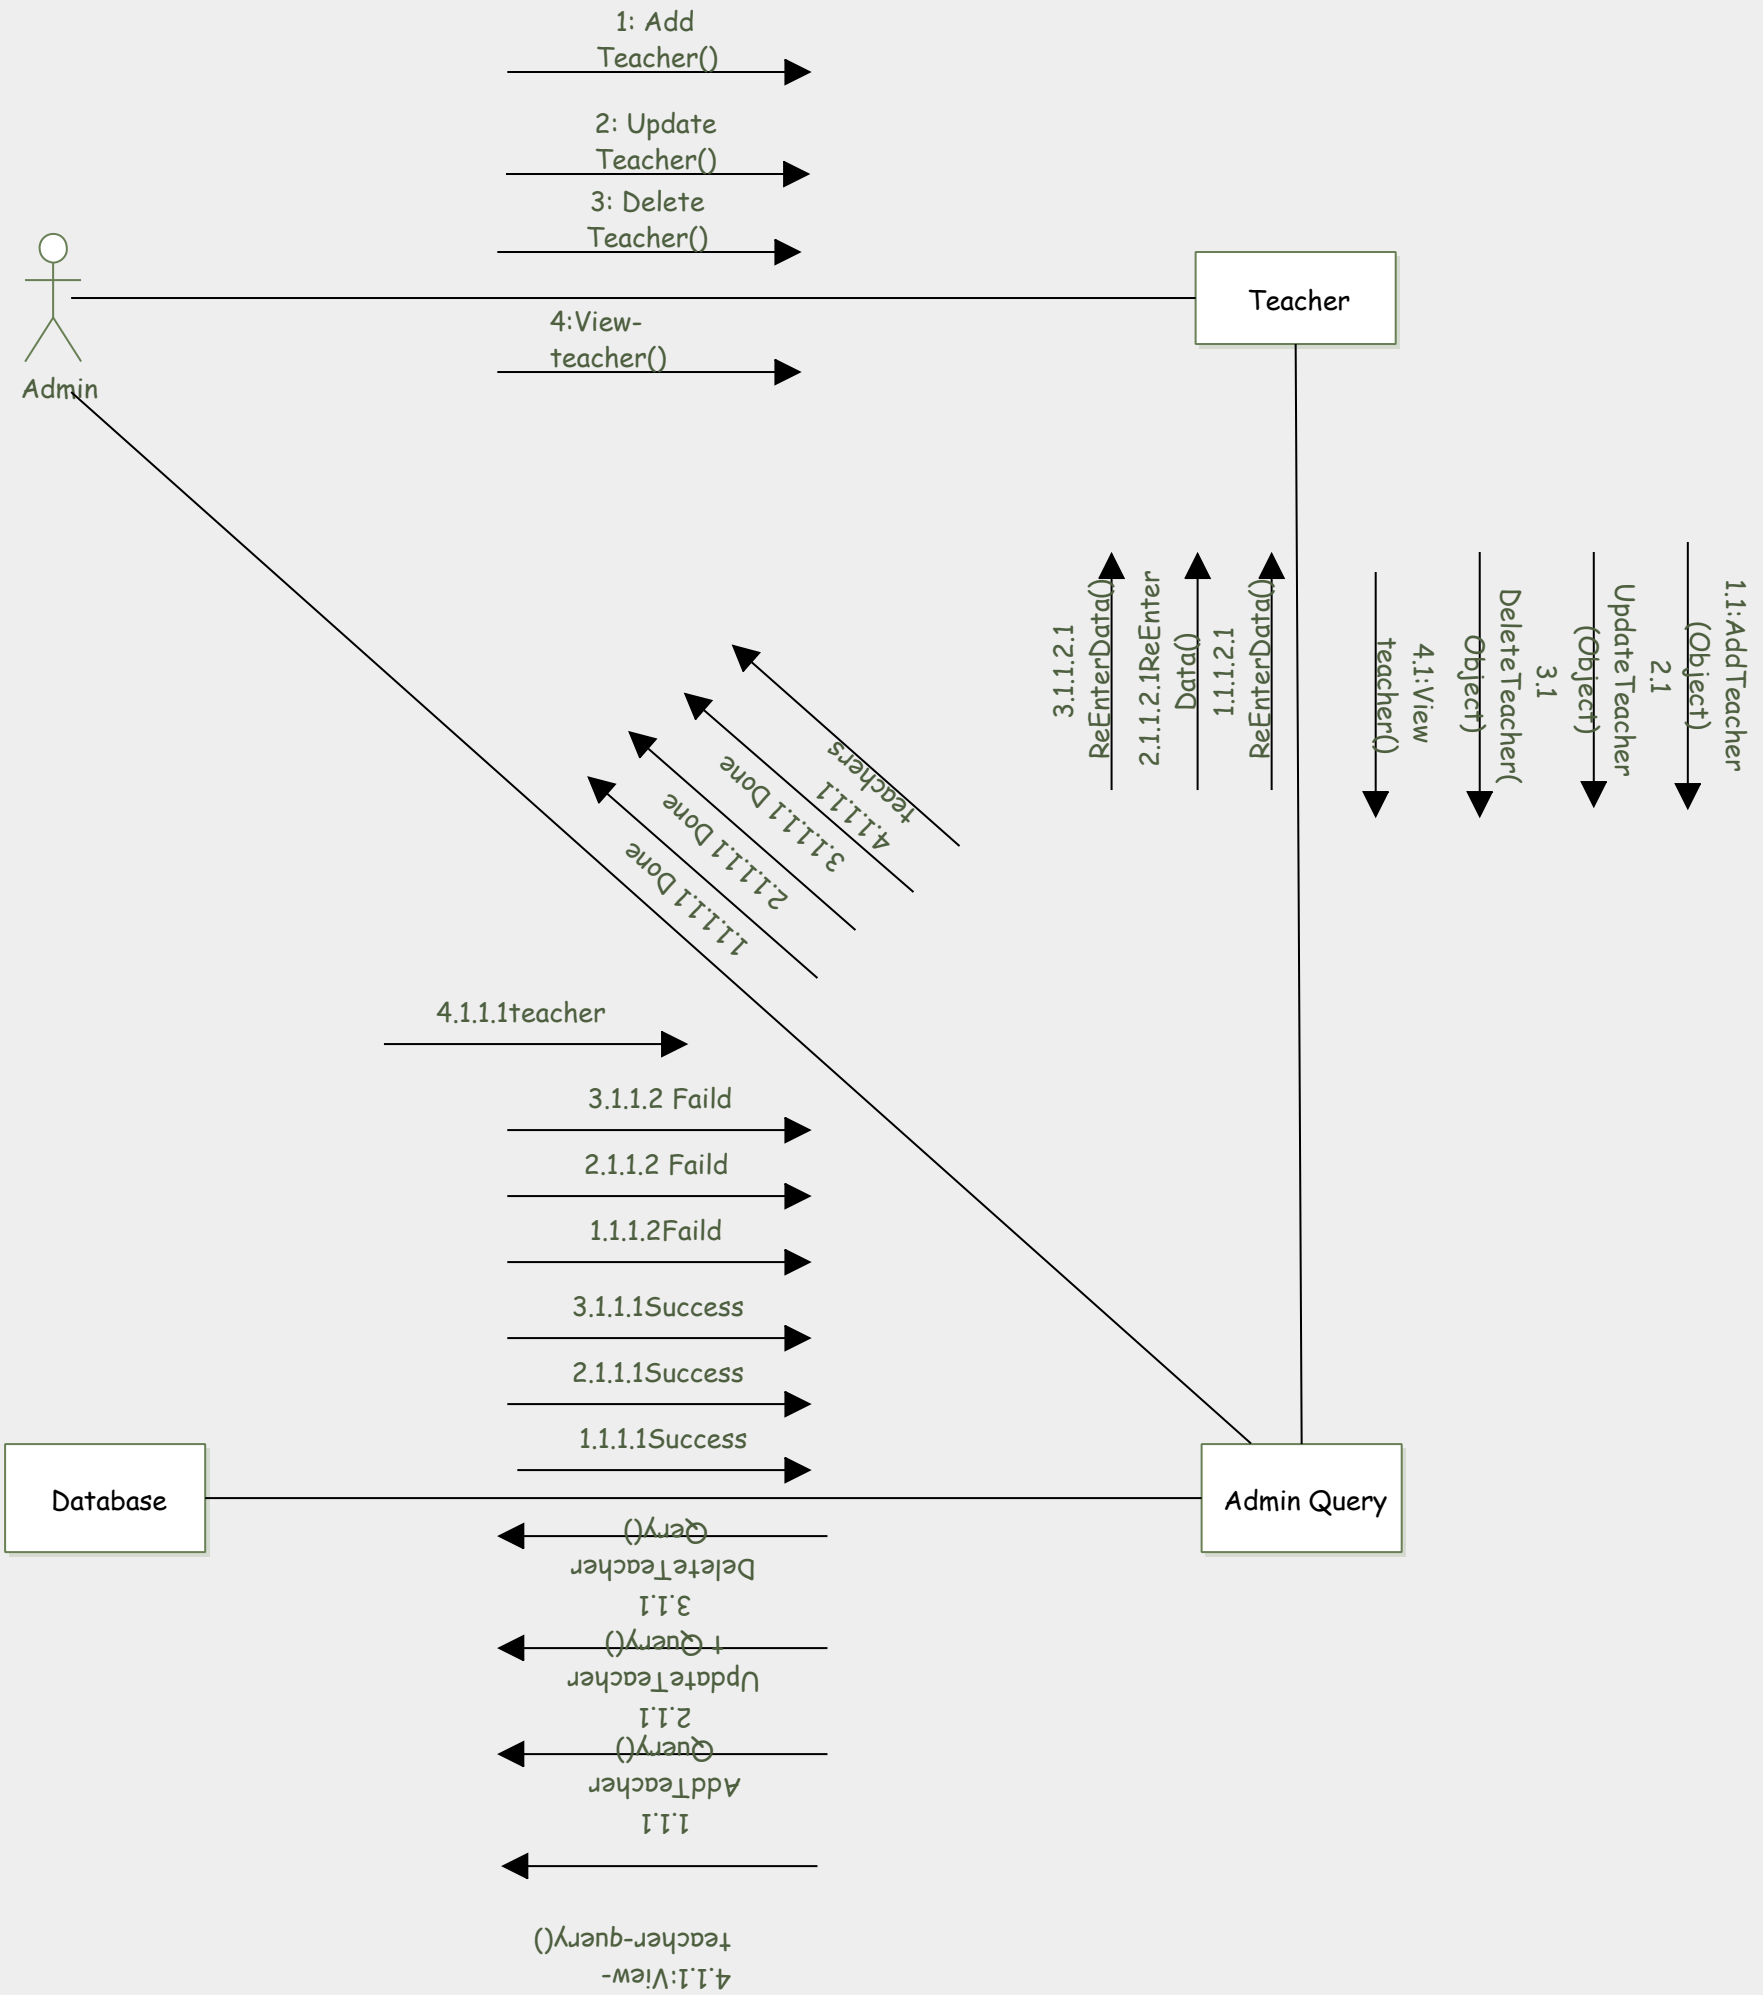 1: Add
Teacher()
2: Update
Teacher()
3: Delete
Teacher()
Teacher
4:View-
teacher()
Admin
3.1.1.2.1
ReEnterData()
2.1.1.2.1ReEnter
Data()
1.1.1.2.1
ReEnterData()
4.1:View
teacher()
3.1
DeleteTeacher(
Object)
2.1
UpdateTeacher
(Object)
1.1:AddTeacher
(Object)
4.1.1.1.1
teachers
3.1.1.1.1 Done
2.1.1.1.1 Done
1.1.1.1.1 Done
4.1.1.1teacher
3.1.1.2 Faild
2.1.1.2 Faild
1.1.1.2Faild
3.1.1.1Success
2.1.1.1Success
1.1.1.1Success
Database
Admin Query
3.1.1
DeleteTeacher
Qery()
2.1.1
UpdateTeacher
t Query()
1.1.1
AddTeacher
Query()
4.1.1:View-
teacher-query()